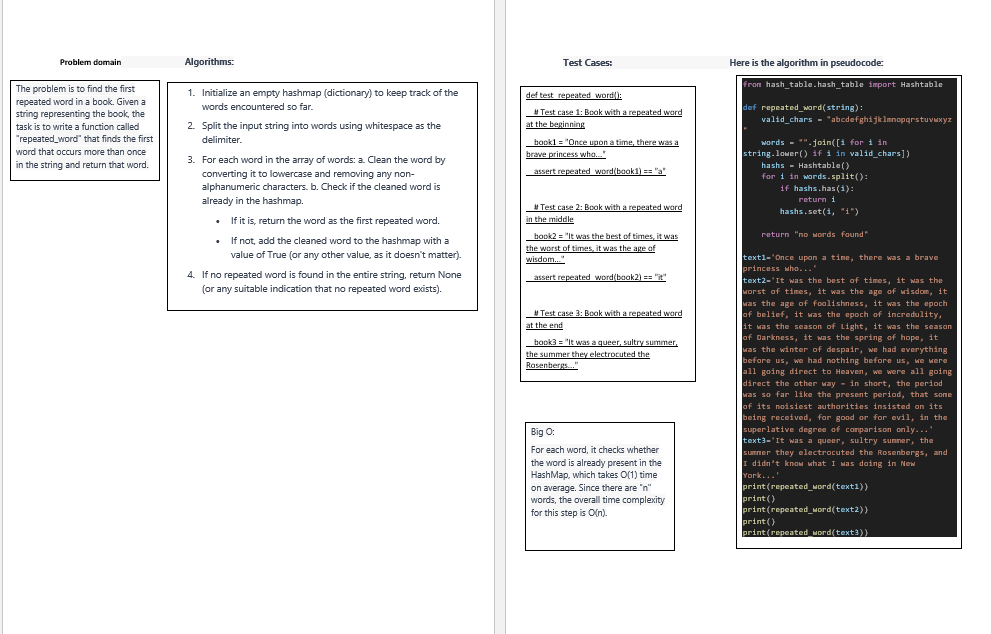 Problem domain
The problem is to find the first
repeated word in a book. Given a
string representing the book, the
task is to write a function called
"repeated_word" that finds the first
word that occurs more than once
in the string and return that word.
Algorithms:
1. Initialize an empty hashmap (dictionary) to keep track of the
words encountered so far.
2. Split the input string into words using whitespace as the
delimiter.
3. For each word in the array of words: a. Clean the word by
converting it to lowercase and removing any non-
alphanumeric characters. b. Check if the cleaned word is
already in the hashmap.
• If it is, return the word as the first repeated word.
• If not, add the cleaned word to the hashmap with a
value of True (or any other value, as it doesn't matter).
4. If no repeated word is found in the entire string, return None
(or any suitable indication that no repeated word exists).
Test Cases:
def test_repeated_word():
# Test case 1: Book with a repeated word
at the beginning
book1 = "Once upon a time, there was a
brave princess who..."
assert repeated_word(book1) == "a"
# Test case 2: Book with a repeated word
in the middle
book2 = "It was the best of times, it was
the worst of times, it was the age of
wisdom..."
assert repeated_word(book2) == "it"
# Test case 3: Book with a repeated word
at the end
book3 = "It was a queer, sultry summer,
the summer they electrocuted the
Rosenbergs..."
Big O:
For each word, it checks whether
the word is already present in the
HashMap, which takes O(1) time
on average. Since there are "n"
words, the overall time complexity
for this step is O(n).
Here is the algorithm in pseudocode:
from hash_table.hash_table import Hashtable
def repeated_word(string):
valid_chars = "abcdefghijklmnopqrstuvwxyz
"
words = "".join([i for i in
string.lower() if i in valid_chars])
hashs = Hashtable()
for i in words.split():
if hashs.has(i):
return i
hashs.set(i, "i")
return "no words found"
text1='Once upon a time, there was a brave
princess who...'
text2='It was the best of times, it was the
worst of times, it was the age of wisdom, it
was the age of foolishness, it was the epoch
of belief, it was the epoch of incredulity,
it was the season of Light, it was the season
of Darkness, it was the spring of hope, it
was the winter of despair, we had everything
before us, we had nothing before us, we were
all going direct to Heaven, we were all going
direct the other way – in short, the period
was so far like the present period, that some
of its noisiest authorities insisted on its
being received, for good or for evil, in the
superlative degree of comparison only...'
text3='It was a queer, sultry summer, the
summer they electrocuted the Rosenbergs, and
I didn't know what I was doing in New
York...'
print(repeated_word(text1))
print()
print(repeated_word(text2))
print()
print(repeated_word(text3))